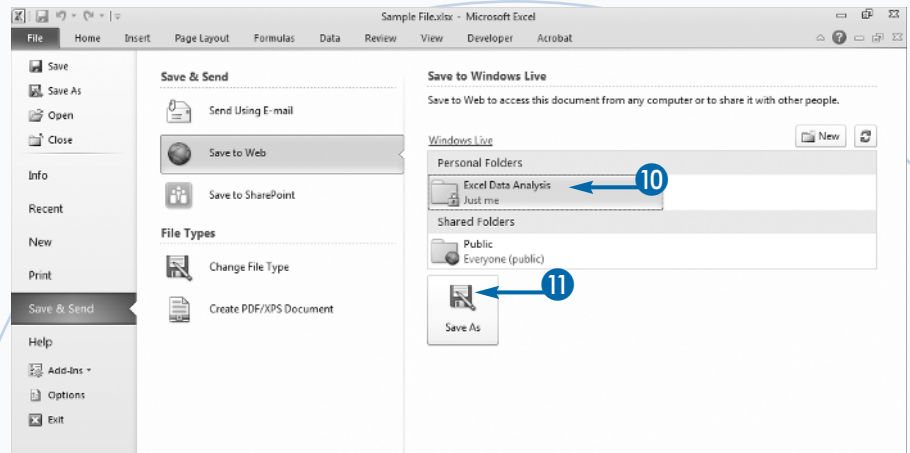 Sample File.xlsx - Microsoft Excel
File Home Insert Page Layout Formulas Data Review View Developer Acrobat
Save
Save As
Open
Close
Info
Recent
New
Print
Save & Send
Help
Add-Ins
Options
Exit
Save & Send
Send Using E-mail
Save to Web
Save to SharePoint
File Types
Change File Type
Create PDF/XPS Document
Save to Windows Live
Save to Web to access this document from any computer or to share it with other people.
Windows Live
New
Personal Folders
Excel Data Analysis
Just me
10
Shared Folders
Public
Everyone (public)
11
Save As